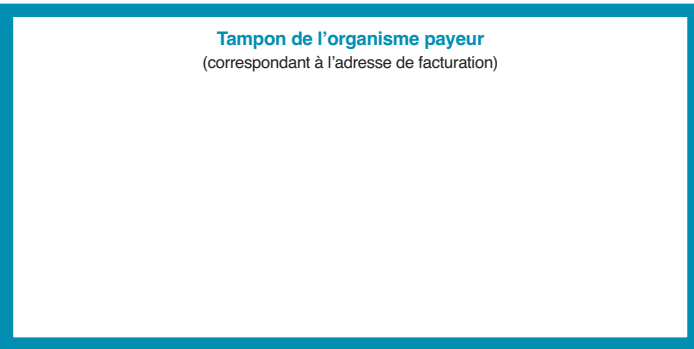 Tampon de l’organisme payeur
(correspondant à l’adresse de facturation)